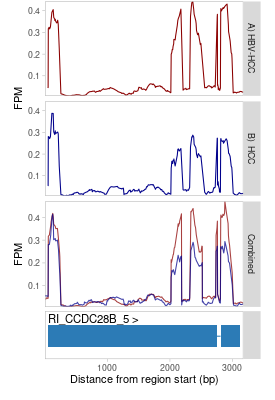 0.4
0.3
0.2
0.1
A) HBV-HCC
FPM
0.4
0.3
0.2
0.1
B) HCC
0.4
0.3
0.2
0.1
FPM
Combined
RI_CCDC28B_5 >
1000
2000
3000
Distance from region start (bp)